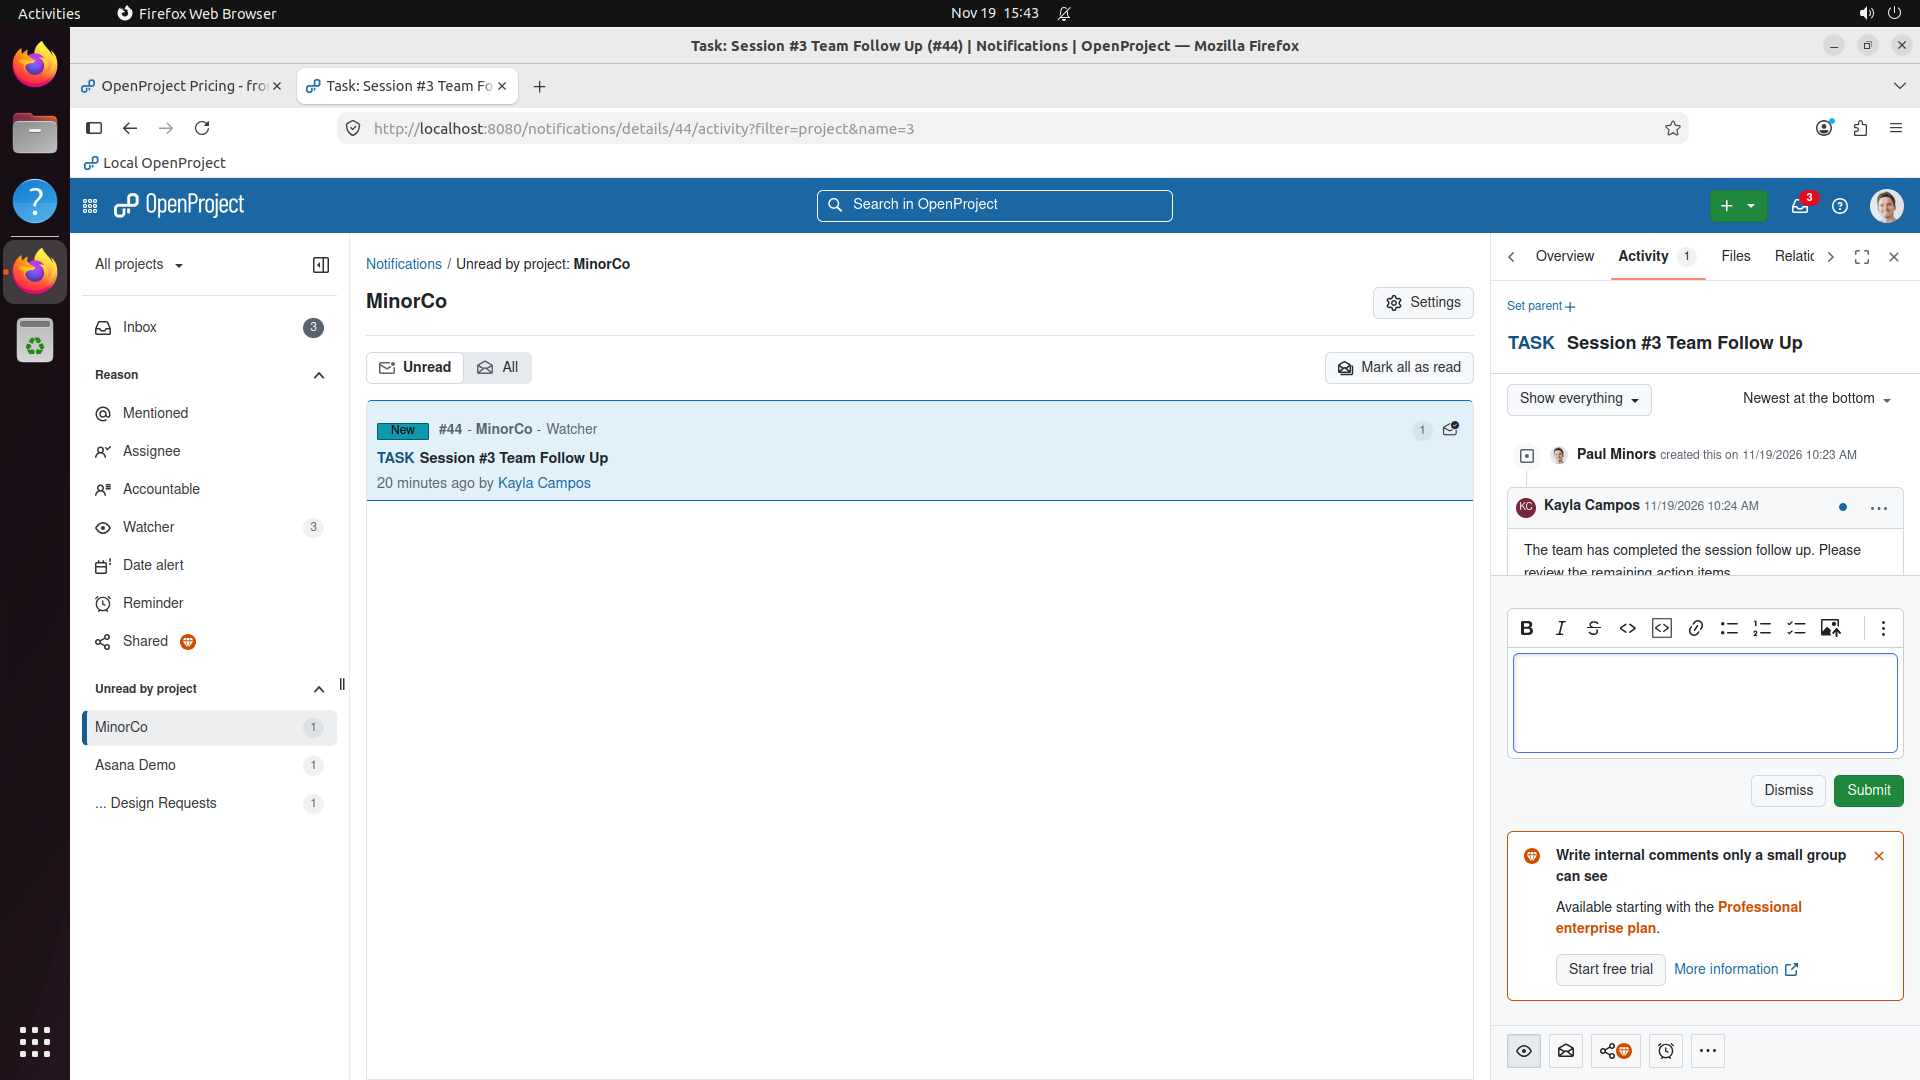 Activities
Firefox Web Browser
Nov 19 15:43
Task: Session #3 Team Follow Up (#44) | Notifications | OpenProject — Mozilla Firefox
OpenProject Pricing - fro
Task: Session #3 Team Fo
http://localhost:8080/notifications/details/44/activity?filter=project&name=3
Local OpenProject
OpenProject
Search in OpenProject
3
All projects
Inbox
3
Reason
Mentioned
Assignee
Accountable
Watcher
3
Date alert
Reminder
Shared
Unread by project
MinorCo
1
Asana Demo
1
... Design Requests
1
Notifications / Unread by project: MinorCo
MinorCo
Settings
Unread
All
Mark all as read
New #44 - MinorCo - Watcher
1
TASK Session #3 Team Follow Up
20 minutes ago by Kayla Campos
Overview
Activity 1
Files
Relatio
Set parent +
TASK Session #3 Team Follow Up
Show everything
Newest at the bottom
Paul Minors created this on 11/19/2026 10:23 AM
KC
Kayla Campos 11/19/2026 10:24 AM
The team has completed the session follow up. Please
review the remaining action items
Dismiss
Submit
Write internal comments only a small group
can see
Available starting with the Professional
enterprise plan.
Start free trial
More information